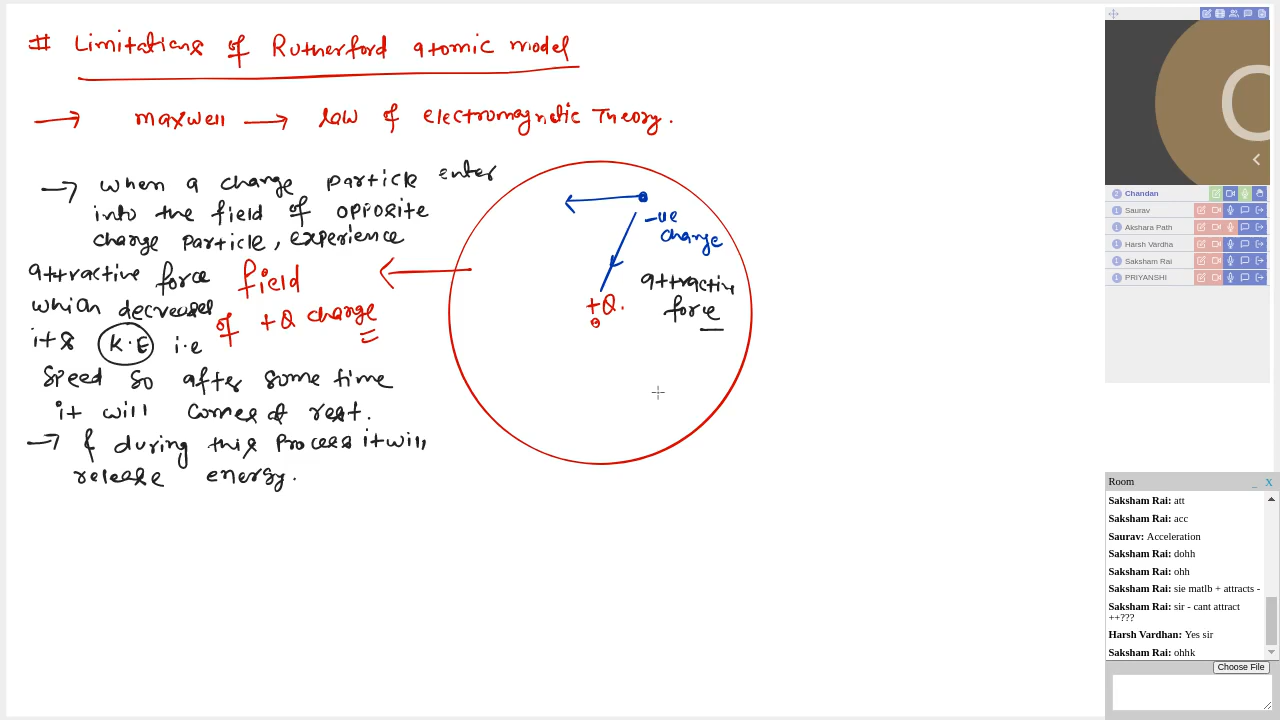 # Limitations of Rutherford atomic model
→ maxwell → law of electromagnetic Theory.
→ when a charge particle enter
into the field of opposite
charge particle, experience
attractive force
which decreases
its K.E i.e
speed so after some time
it will comes at rest.
→ & during this process it will
release energy.
field
of +Q charge
-ve
charge
attractive
force
+Q.
Chandan
Saurav
Akshara Path
Harsh Vardha
Saksham Rai
PRIYANSHI
Room _ X
Saksham Rai: att
Saksham Rai: acc
Saurav: Acceleration
Saksham Rai: dohh
Saksham Rai: ohh
Saksham Rai: sie matlb + attracts -
Saksham Rai: sir - cant attract
++???
Harsh Vardhan: Yes sir
Saksham Rai: ohhk
Choose File